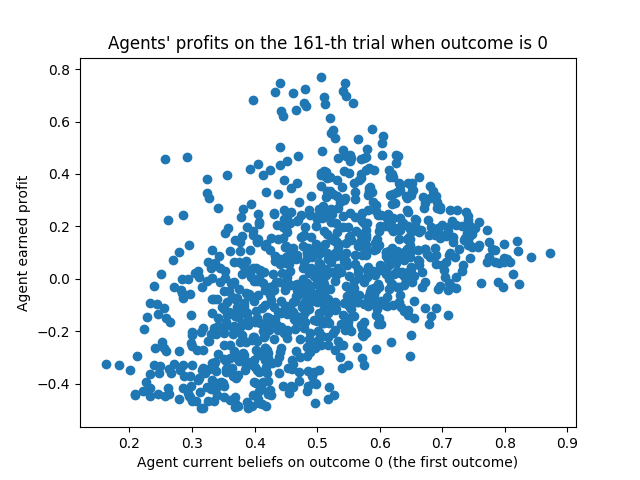 Agents' profits on the 161-th trial when outcome is 0
0.8
0.6
0.4
0.2
0.0
−0.2
−0.4
Agent earned profit
0.2 0.3 0.4 0.5 0.6 0.7 0.8 0.9
Agent current beliefs on outcome 0 (the first outcome)